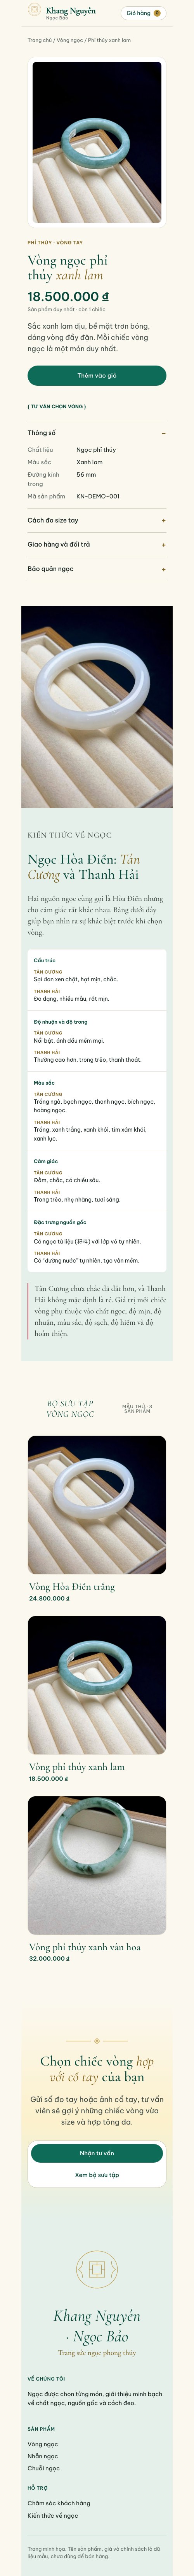 Khang Nguyên
Ngọc Bảo
Giỏ hàng 0
Trang chủ / Vòng ngọc / Phỉ thúy xanh lam
PHỈ THÚY · VÒNG TAY
Vòng ngọc phỉ
thúy xanh lam
18.500.000 ₫
Sản phẩm duy nhất · còn 1 chiếc
Sắc xanh lam dịu, bề mặt trơn bóng,
dáng vòng đầy đặn. Mỗi chiếc vòng
ngọc là một món duy nhất.
Thêm vào giỏ
( TƯ VẤN CHỌN VÒNG )
Thông số −
Chất liệu Ngọc phỉ thúy
Màu sắc Xanh lam
Đường kính 56 mm
trong
Mã sản phẩm KN-DEMO-001
Cách đo size tay +
Giao hàng và đổi trả +
Bảo quản ngọc +
KIẾN THỨC VỀ NGỌC
Ngọc Hòa Điền: Tân
Cương và Thanh Hải
Hai nguồn ngọc cùng gọi là Hòa Điền nhưng
cho cảm giác rất khác nhau. Bảng dưới đây
giúp bạn nhìn ra sự khác biệt trước khi chọn
vòng.
Cấu trúc
TÂN CƯƠNG
Sợi đan xen chặt, hạt mịn, chắc.
THANH HẢI
Đa dạng, nhiều mẫu, rất mịn.
Độ nhuận và độ trong
TÂN CƯƠNG
Nổi bật, ánh dầu mềm mại.
THANH HẢI
Thường cao hơn, trong trẻo, thanh thoát.
Màu sắc
TÂN CƯƠNG
Trắng ngà, bạch ngọc, thanh ngọc, bích ngọc,
hoàng ngọc.
THANH HẢI
Trắng, xanh trắng, xanh khói, tím xám khói,
xanh lục.
Cảm giác
TÂN CƯƠNG
Đằm, chắc, có chiều sâu.
THANH HẢI
Trong trẻo, nhẹ nhàng, tươi sáng.
Đặc trưng nguồn gốc
TÂN CƯƠNG
Có ngọc tử liệu (籽料) với lớp vỏ tự nhiên.
THANH HẢI
Có “đường nước” tự nhiên, tạo vân mềm.
Tân Cương chưa chắc đã đắt hơn, và Thanh
Hải không mặc định là rẻ. Giá trị mỗi chiếc
vòng phụ thuộc vào chất ngọc, độ mịn, độ
nhuận, màu sắc, độ sạch, độ hiếm và độ
hoàn thiện.
BỘ SƯU TẬP
VÒNG NGỌC
MẪU THỬ · 3
SẢN PHẨM
Vòng Hòa Điền trắng
24.800.000 ₫
Vòng phỉ thúy xanh lam
18.500.000 ₫
Vòng phỉ thúy xanh vân hoa
32.000.000 ₫
Chọn chiếc vòng hợp
với cổ tay của bạn
Gửi số đo tay hoặc ảnh cổ tay, tư vấn
viên sẽ gợi ý những chiếc vòng vừa
size và hợp tông da.
Nhận tư vấn
Xem bộ sưu tập
Khang Nguyên
· Ngọc Bảo
Trang sức ngọc phong thủy
VỀ CHÚNG TÔI
Ngọc được chọn từng món, giới thiệu minh bạch
về chất ngọc, nguồn gốc và cách đeo.
SẢN PHẨM
Vòng ngọc
Nhẫn ngọc
Chuỗi ngọc
HỖ TRỢ
Chăm sóc khách hàng
Kiến thức về ngọc
Trang minh họa. Tên sản phẩm, giá và chính sách là dữ
liệu mẫu, chưa dùng để bán hàng.